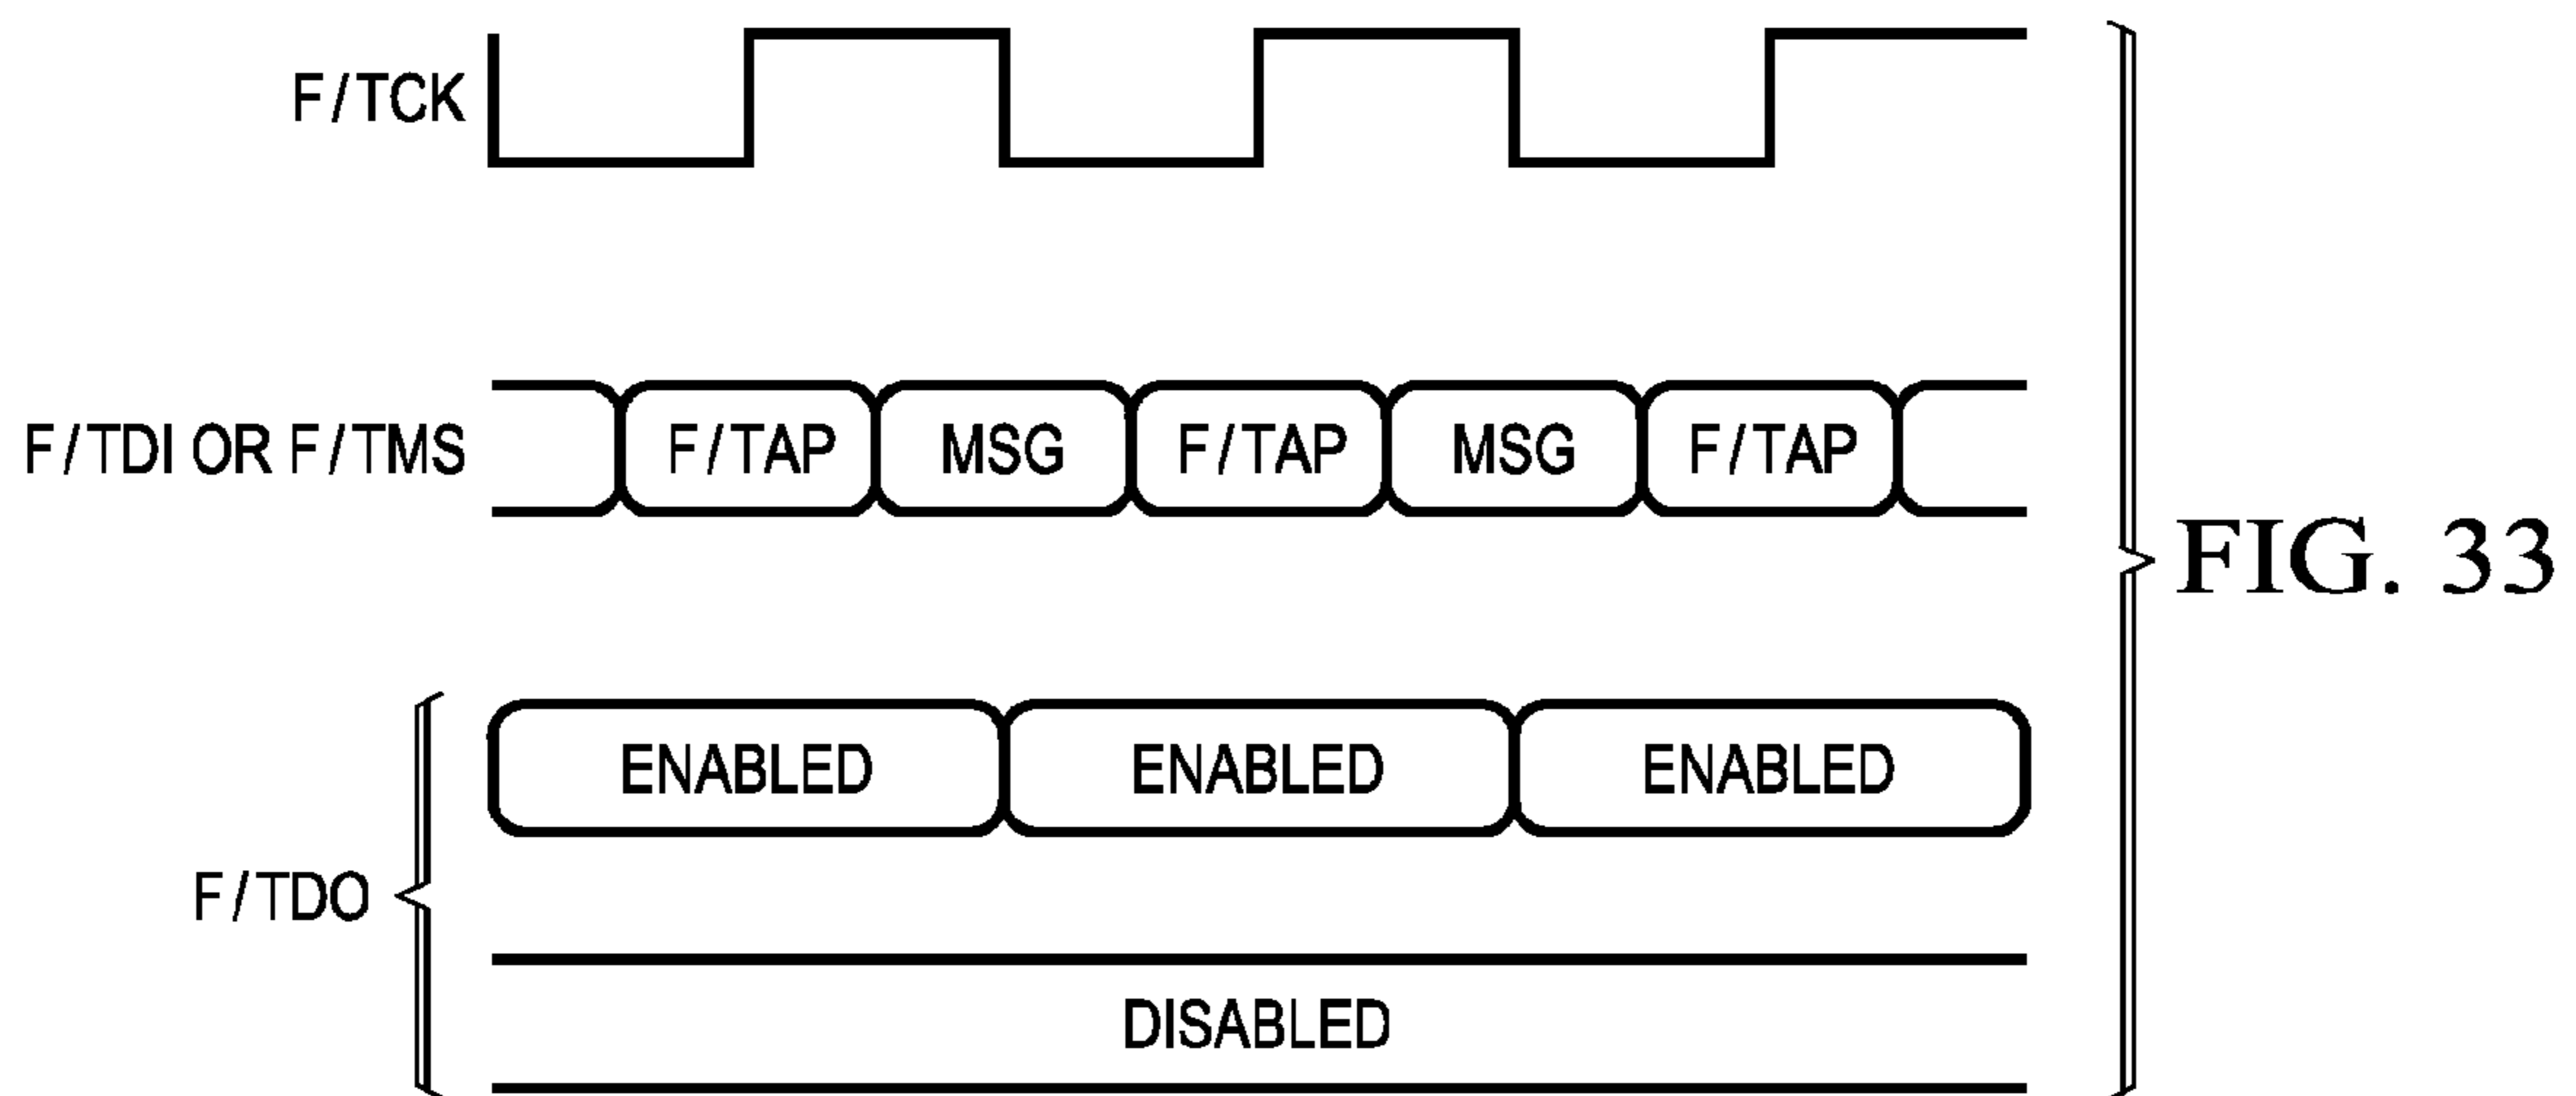 F/TCK
F/TDI OR F/TMS
F/TAP
MSG
F/TAP
MSG
F/TAP
FIG. 33
ENABLED
ENABLED
ENABLED
F/TDO
DISABLED